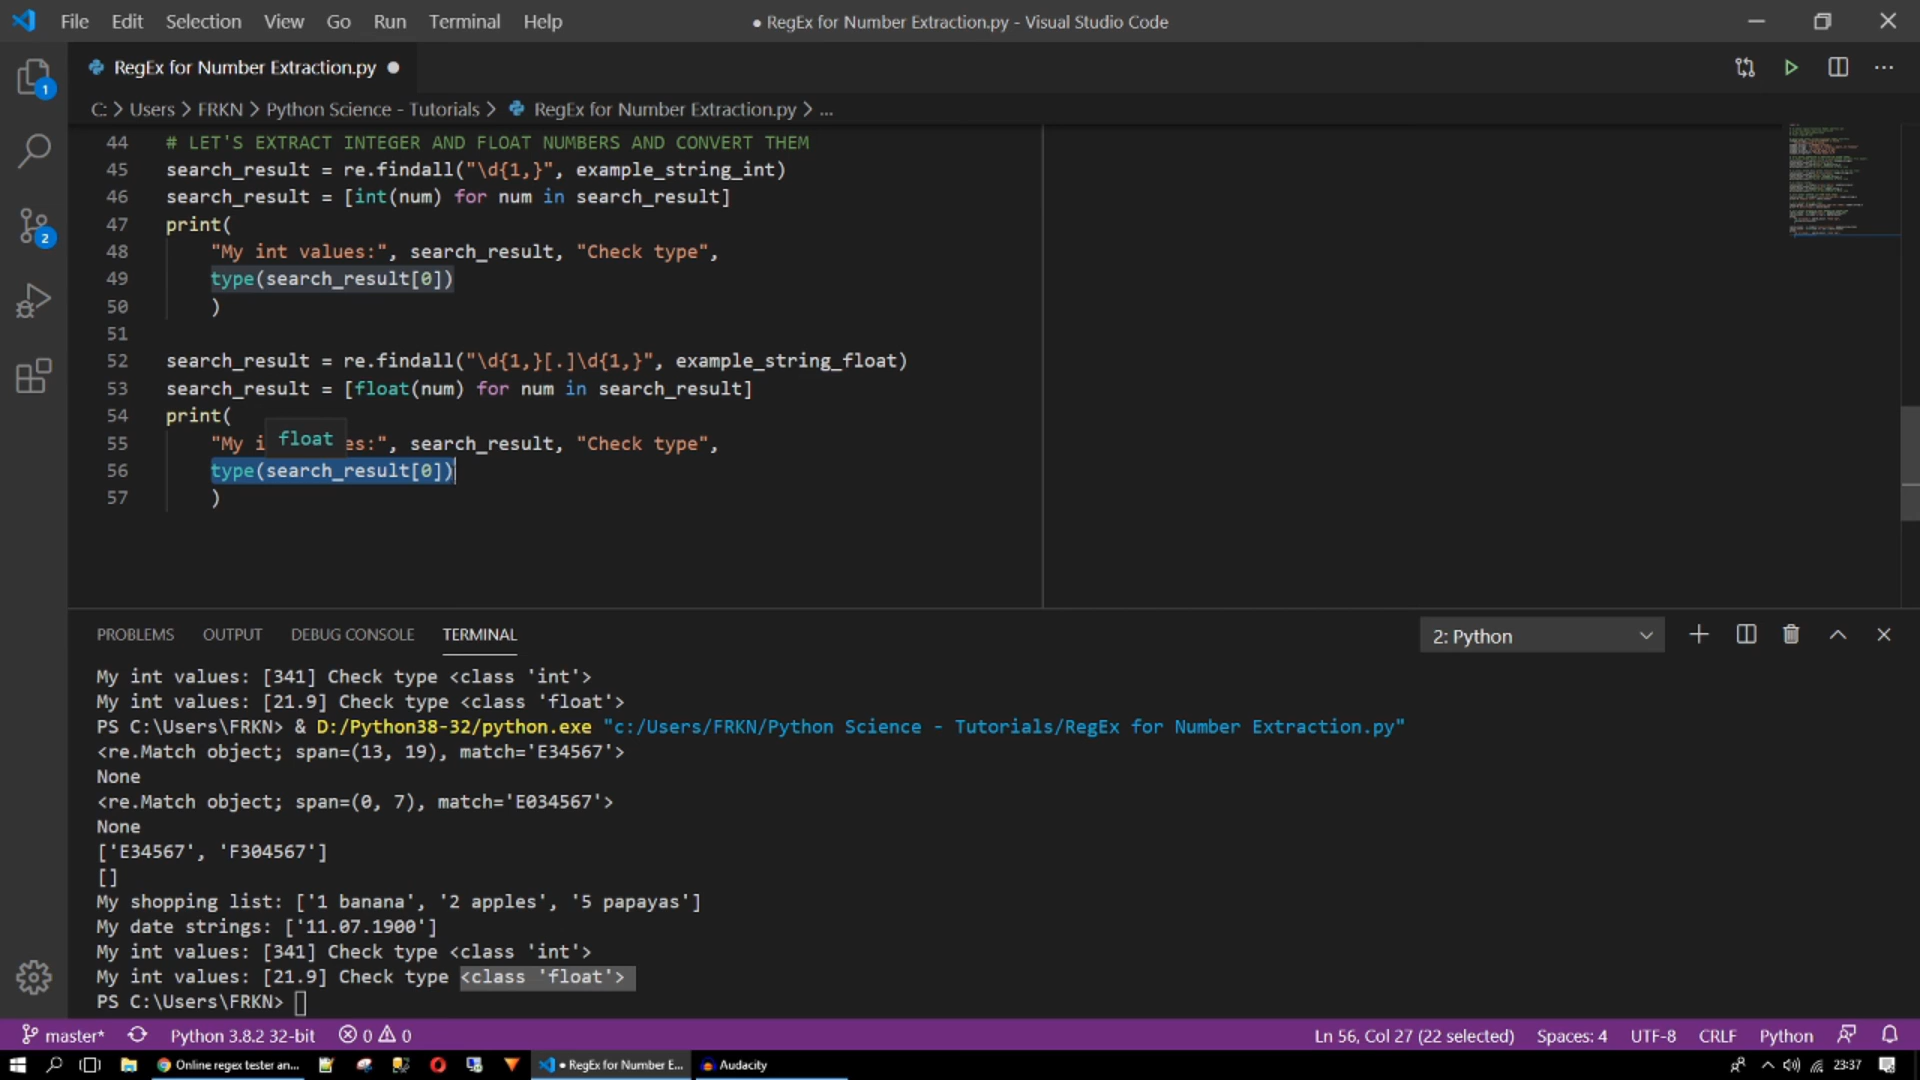 File Edit Selection View Go Run Terminal Help
● RegEx for Number Extraction.py - Visual Studio Code
RegEx for Number Extraction.py ●
C: > Users > FRKN > Python Science - Tutorials > RegEx for Number Extraction.py > ...
1
2
44 # LET'S EXTRACT INTEGER AND FLOAT NUMBERS AND CONVERT THEM
45 search_result = re.findall("\d{1,}", example_string_int)
46 search_result = [int(num) for num in search_result]
47 print(
48 "My int values:", search_result, "Check type",
49 type(search_result[0])
50 )
51
52 search_result = re.findall("\d{1,}[.]\d{1,}", example_string_float)
53 search_result = [float(num) for num in search_result]
54 print(
float
55 "My i es:", search_result, "Check type",
56 type(search_result[0])
57 )
PROBLEMS OUTPUT DEBUG CONSOLE TERMINAL 2: Python
My int values: [341] Check type <class 'int'>
My int values: [21.9] Check type <class 'float'>
PS C:\Users\FRKN> & D:/Python38-32/python.exe "c:/Users/FRKN/Python Science - Tutorials/RegEx for Number Extraction.py"
<re.Match object; span=(13, 19), match='E34567'>
None
<re.Match object; span=(0, 7), match='E034567'>
None
['E34567', 'F304567']
[]
My shopping list: ['1 banana', '2 apples', '5 papayas']
My date strings: ['11.07.1900']
My int values: [341] Check type <class 'int'>
My int values: [21.9] Check type <class 'float'>
PS C:\Users\FRKN>
master* Python 3.8.2 32-bit 0 0 Ln 56, Col 27 (22 selected) Spaces: 4 UTF-8 CRLF Python
Online regex tester an... ● RegEx for Number E... Audacity 23:37